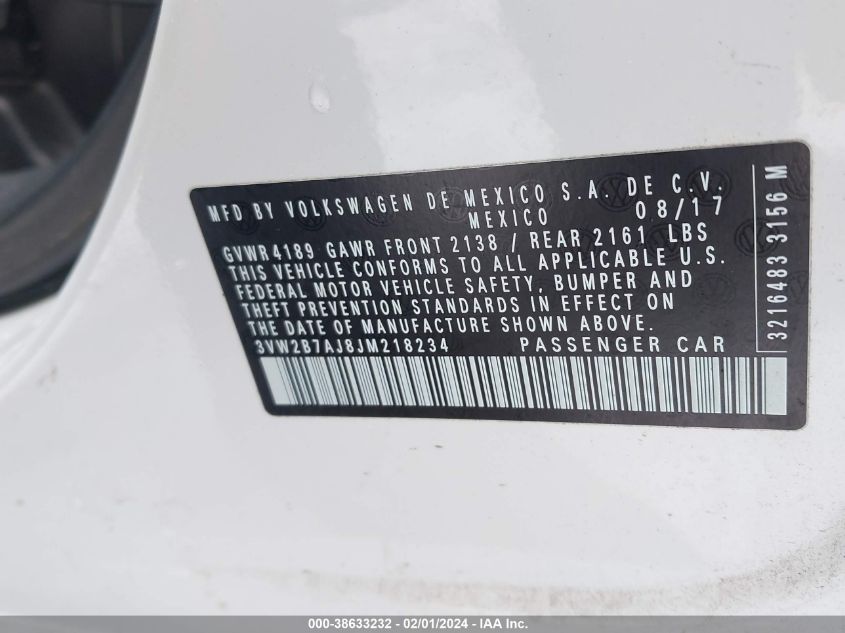 MFD BY VOLKSWAGEN DE MEXICO S.A. DE C.V.
MEXICO 08/17
GVWR 4189 GAWR FRONT 2138 / REAR 2161 LBS
THIS VEHICLE CONFORMS TO ALL APPLICABLE U.S.
FEDERAL MOTOR VEHICLE SAFETY, BUMPER AND
THEFT PREVENTION STANDARDS IN EFFECT ON
THE DATE OF MANUFACTURE SHOWN ABOVE.
3VW2B7AJ8JM218234 PASSENGER CAR
3216483 3156 M
000-38633232 - 02/01/2024 - IAA Inc.